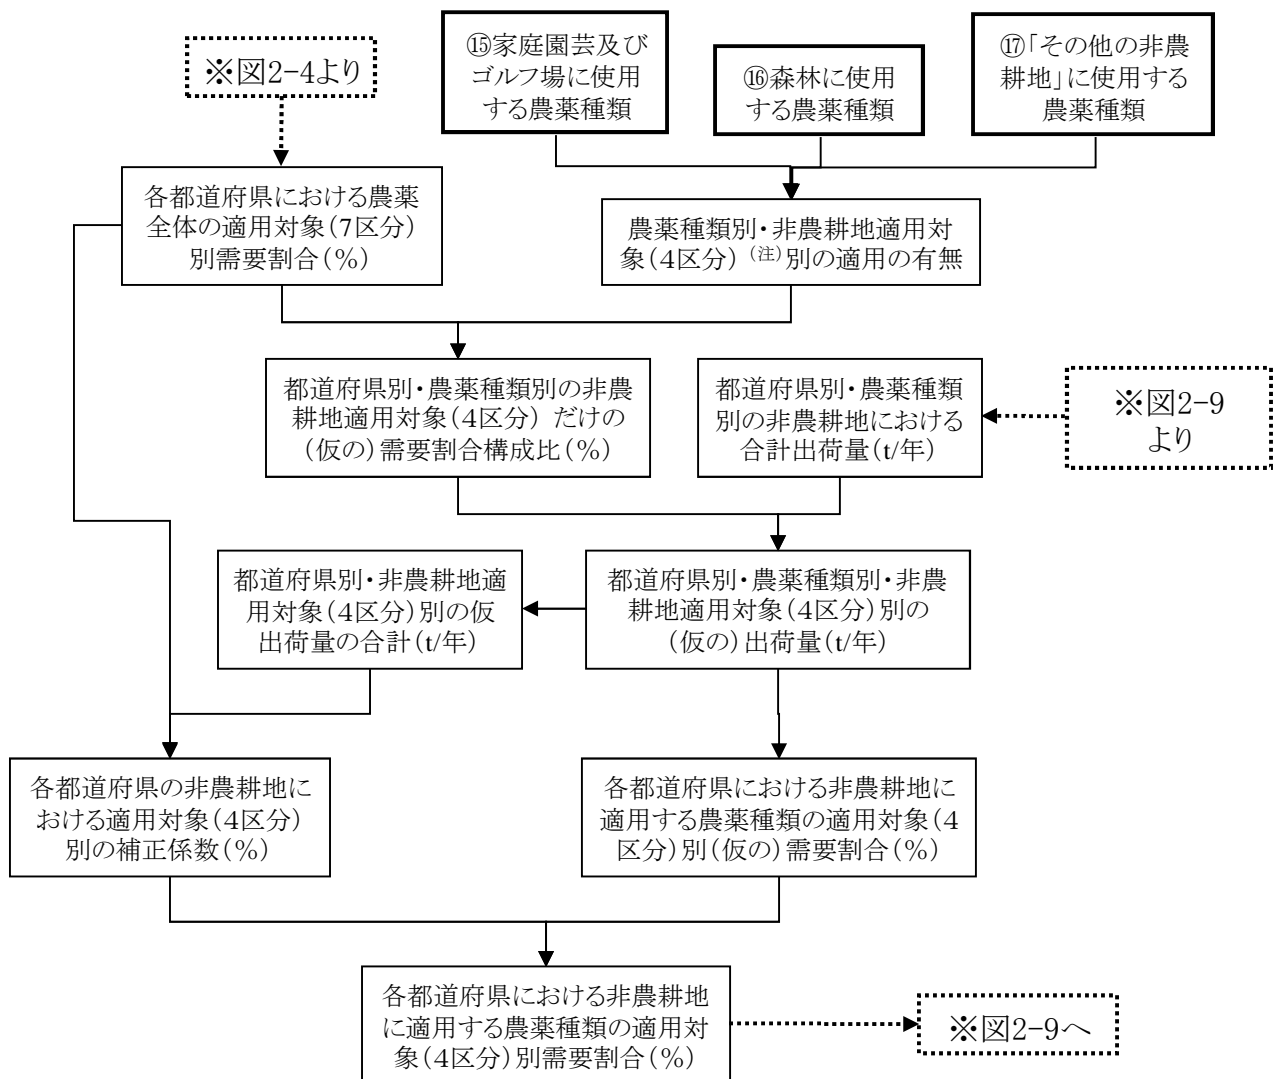 ※図2-4より
⑮家庭園芸及び
ゴルフ場に使用
する農薬種類
⑯森林に使用
する農薬種類
⑰「その他の非農
耕地」に使用する
農薬種類
各都道府県における農薬
全体の適用対象(7区分)
別需要割合(%)
農薬種類別・非農耕地適用対
象(4区分)(注)別の適用の有無
都道府県別・農薬種類別の非農
耕地適用対象(4区分) だけの
(仮の)需要割合構成比(%)
都道府県別・農薬種類
別の非農耕地における
合計出荷量(t/年)
※図2-9
より
都道府県別・非農耕地適
用対象(4区分)別の仮
出荷量の合計(t/年)
都道府県別・農薬種類別・非農
耕地適用対象(4区分)別の
(仮の)出荷量(t/年)
各都道府県の非農耕地に
おける適用対象(4区分)
別の補正係数(%)
各都道府県における非農耕地に
適用する農薬種類の適用対象(4
区分)別(仮の)需要割合(%)
各都道府県における非農耕地
に適用する農薬種類の適用対
象(4区分)別需要割合(%)
※図2-9へ